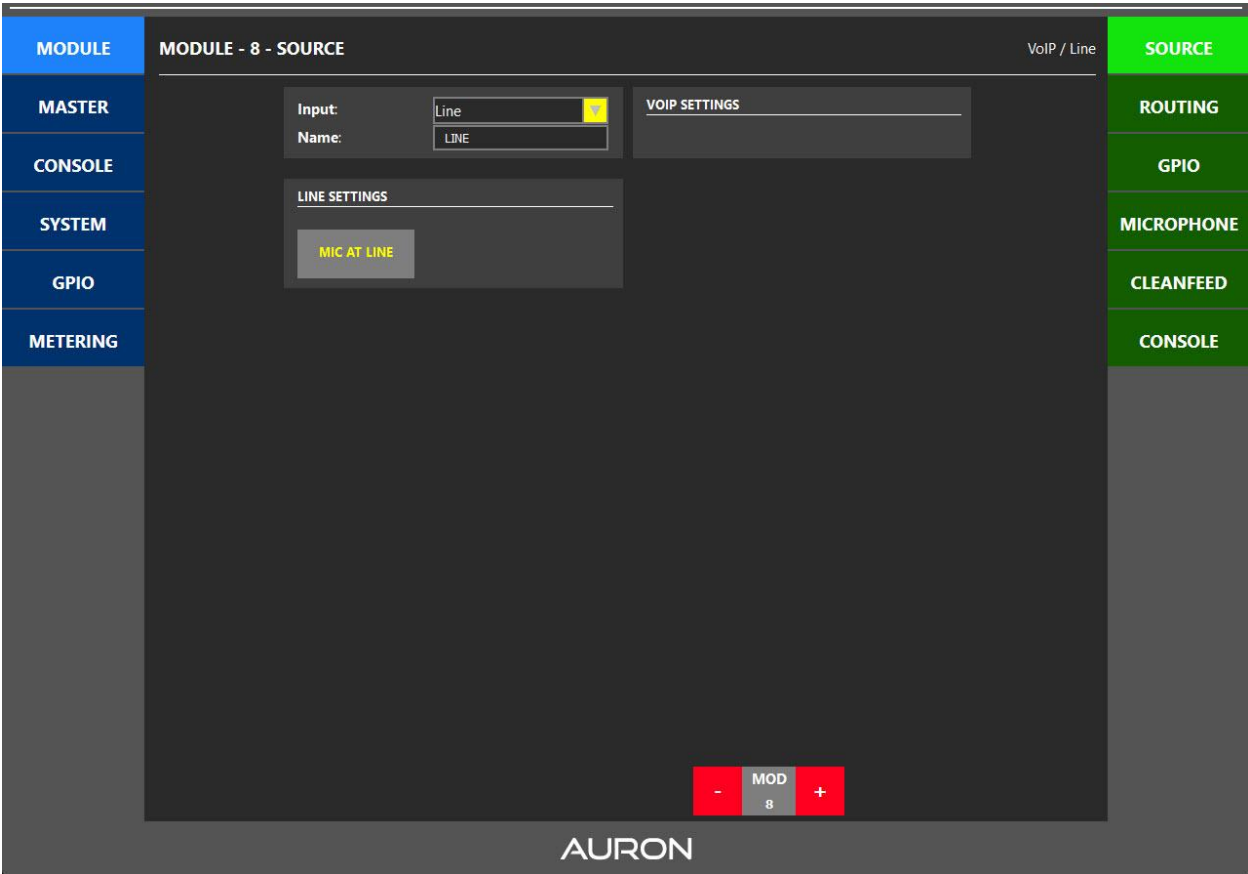 MODULE
MASTER
CONSOLE
SYSTEM
GPIO
METERING
MODULE - 8 - SOURCE
VoIP / Line
Input: Line
Name: LINE
VOIP SETTINGS
LINE SETTINGS
MIC AT LINE
- MOD +
8
SOURCE
ROUTING
GPIO
MICROPHONE
CLEANFEED
CONSOLE
AURON